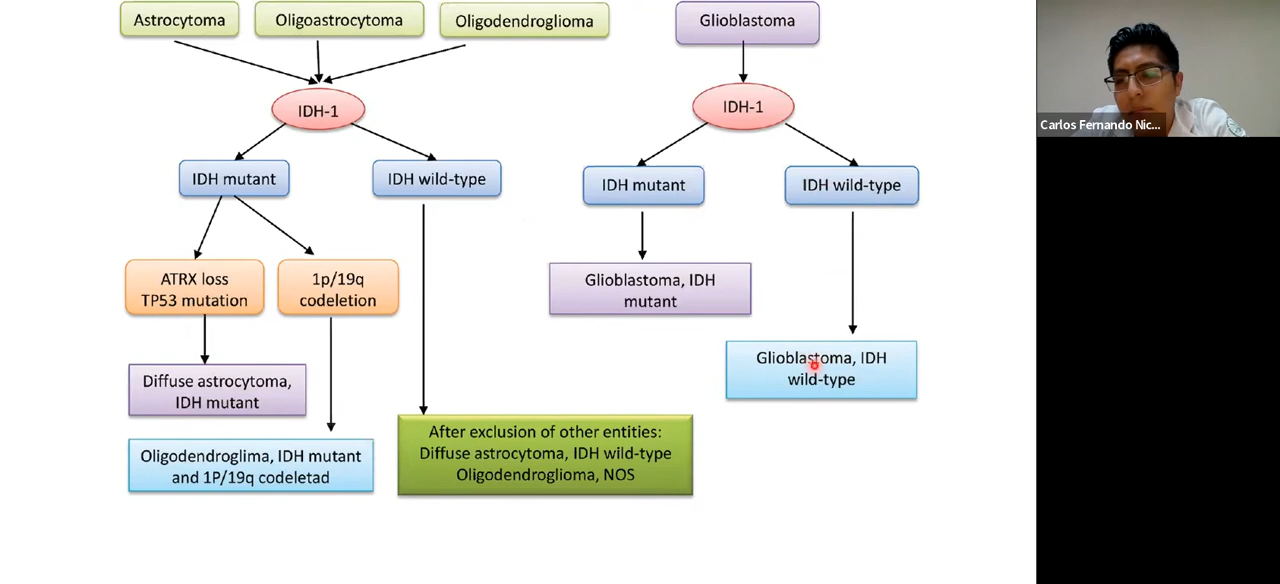 Astrocytoma
Oligoastrocytoma
Oligodendroglioma
Glioblastoma
IDH-1
IDH-1
IDH mutant
IDH wild-type
IDH mutant
IDH wild-type
ATRX loss
TP53 mutation
1p/19q
codeletion
Glioblastoma, IDH
mutant
Glioblastoma, IDH
wild-type
Diffuse astrocytoma,
IDH mutant
Oligodendroglima, IDH mutant
and 1P/19q codeletad
After exclusion of other entities:
Diffuse astrocytoma, IDH wild-type
Oligodendroglioma, NOS
Carlos Fernando Nic...